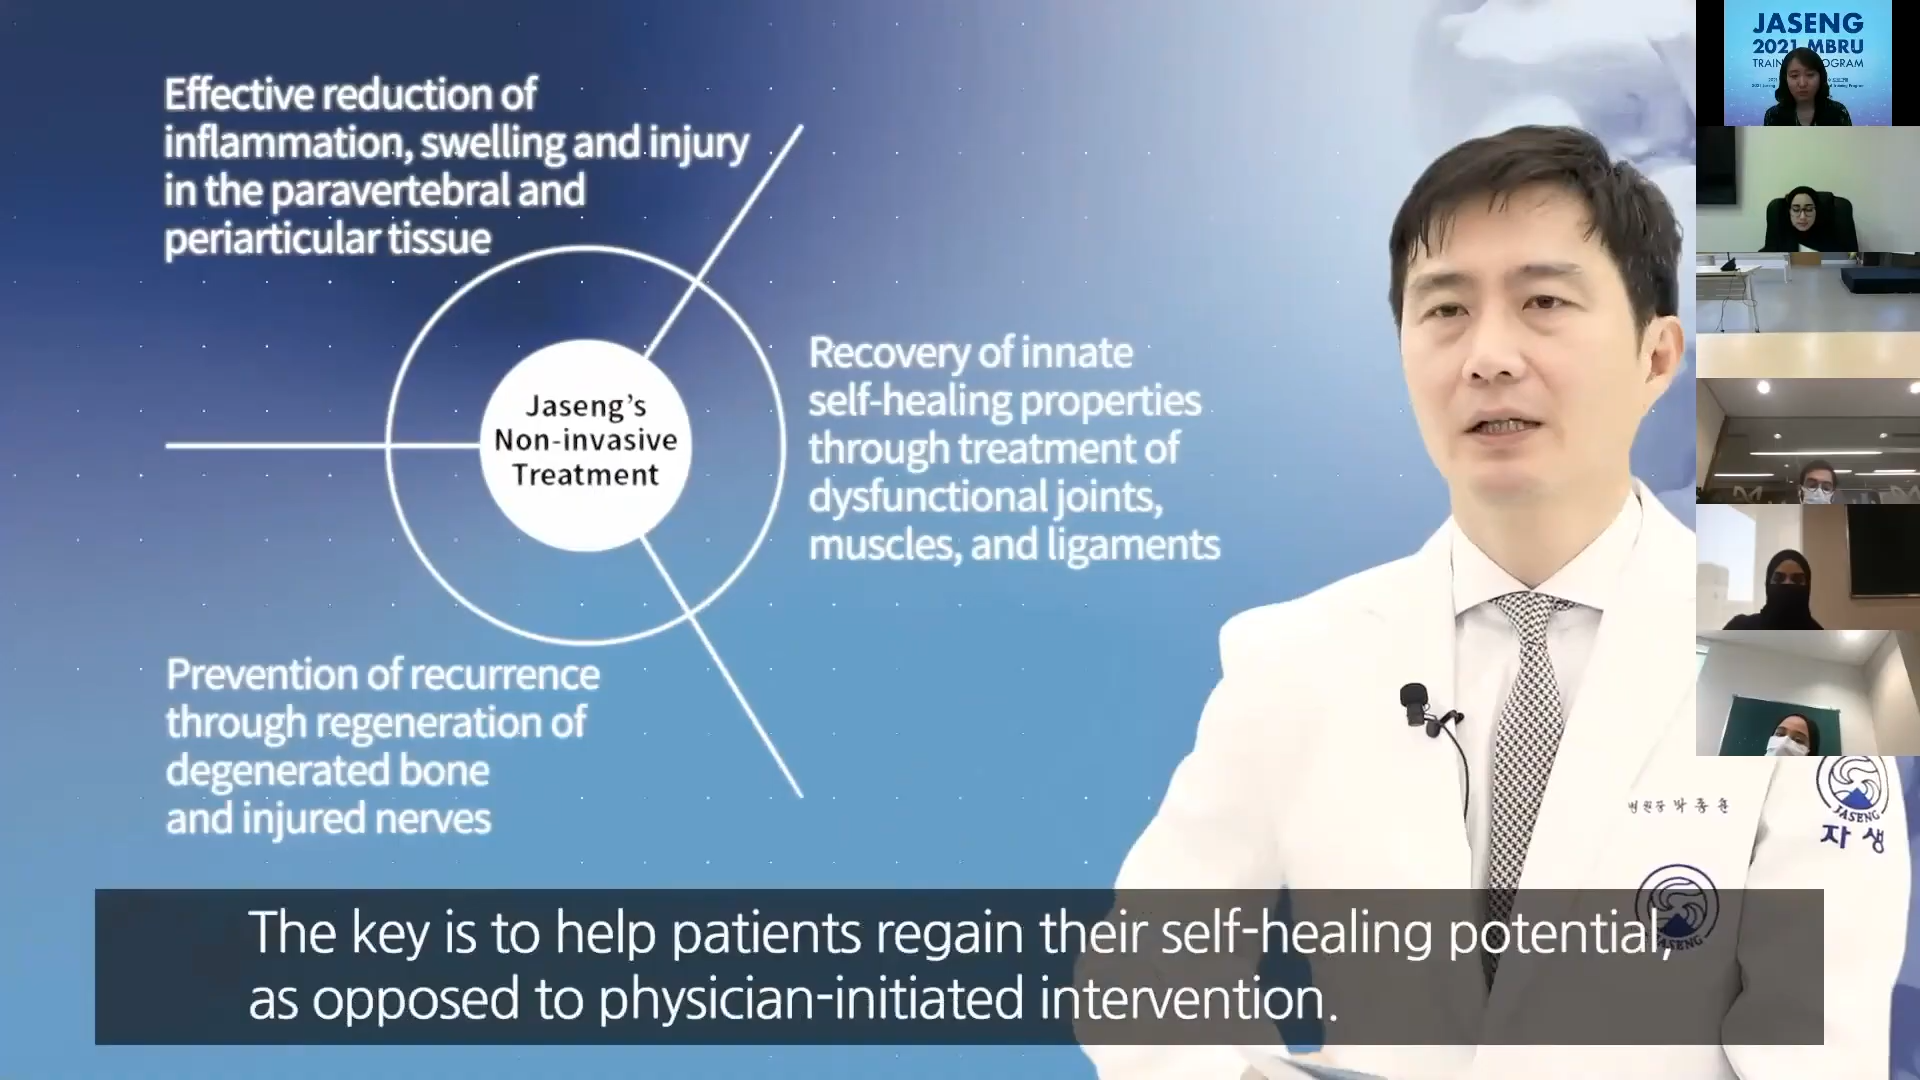 Effective reduction of
inflammation, swelling and injury
in the paravertebral and
periarticular tissue
Jaseng's
Non-invasive
Treatment
Recovery of innate
self-healing properties
through treatment of
dysfunctional joints,
muscles, and ligaments
Prevention of recurrence
through regeneration of
degenerated bone
and injured nerves
The key is to help patients regain their self-healing potential,
as opposed to physician-initiated intervention.
JASENG
2021 MBRU
JASENG
자생
JASENG